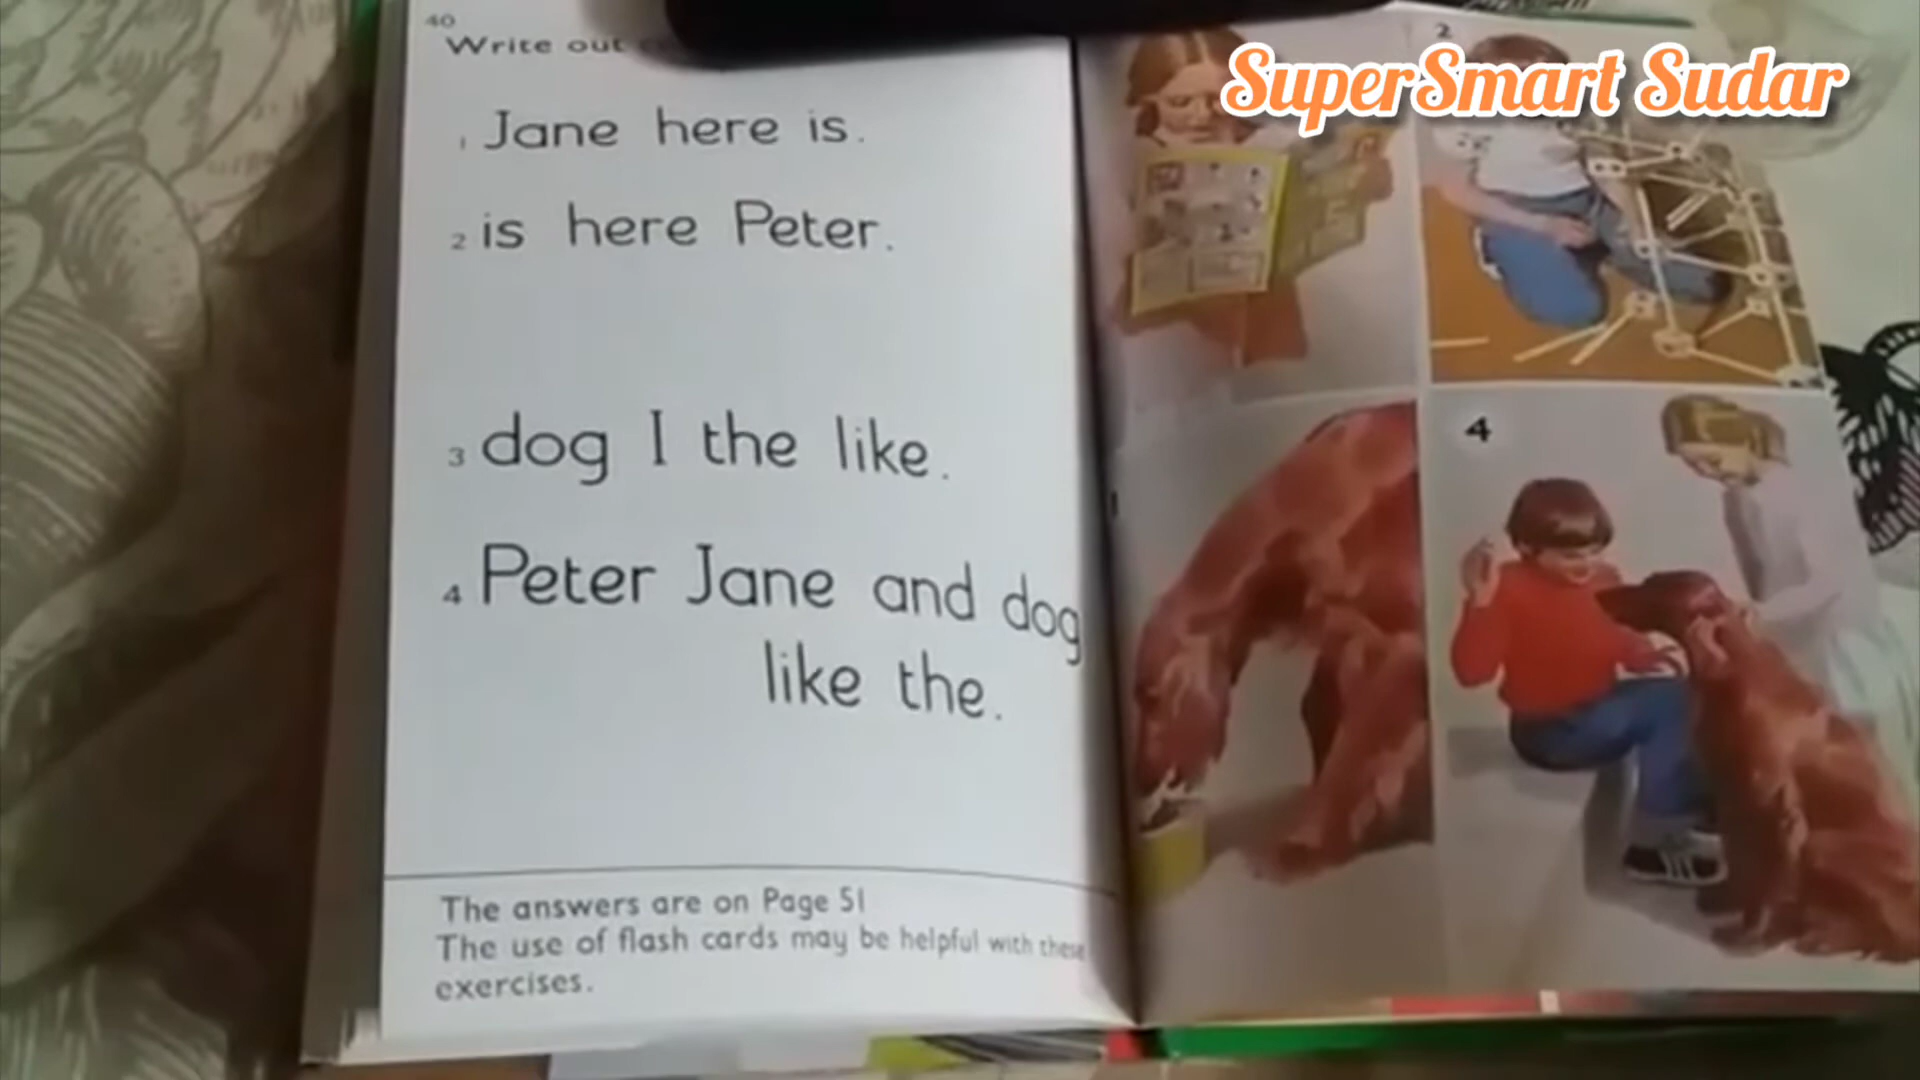 40
Write out
1 Jane here is.
2 is here Peter.
3 dog I the like.
4 Peter Jane and dog
like the.
The answers are on Page 51
The use of flash cards may be helpful with these
exercises.
2
SuperSmart Sudar
4